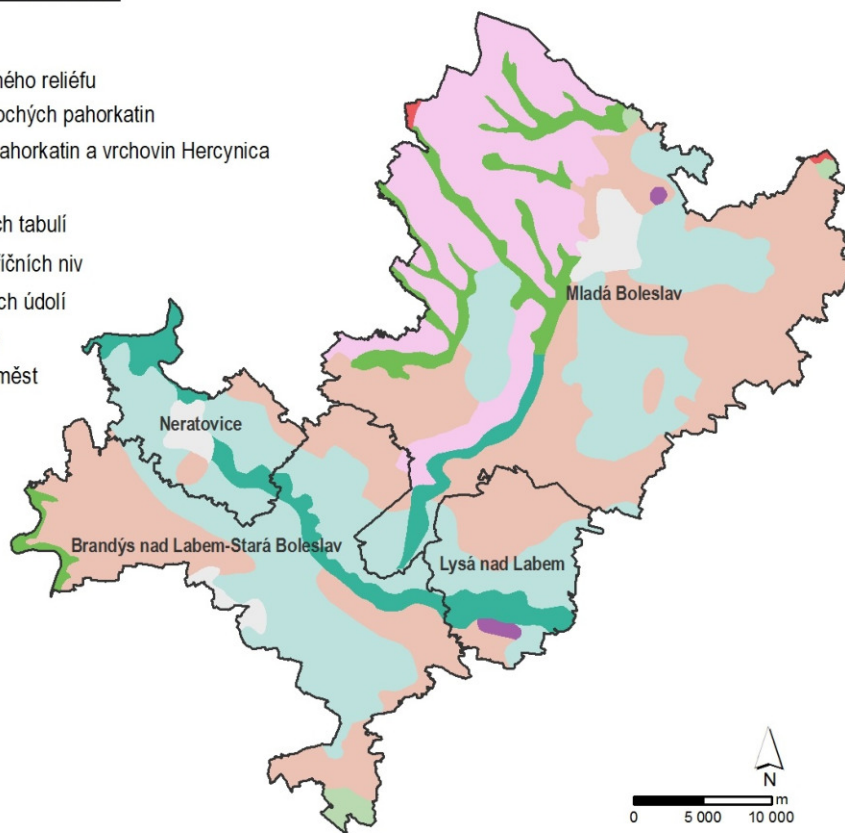 ného reliéfu
ochých pahorkatin
ahorkatin a vrchovin Hercynica
ch tabulí
íčních niv
ch údolí
měst
Mladá Boleslav
Neratovice
Brandýs nad Labem-Stará Boleslav
Lysá nad Labem
N
m
0 5 000 10 000